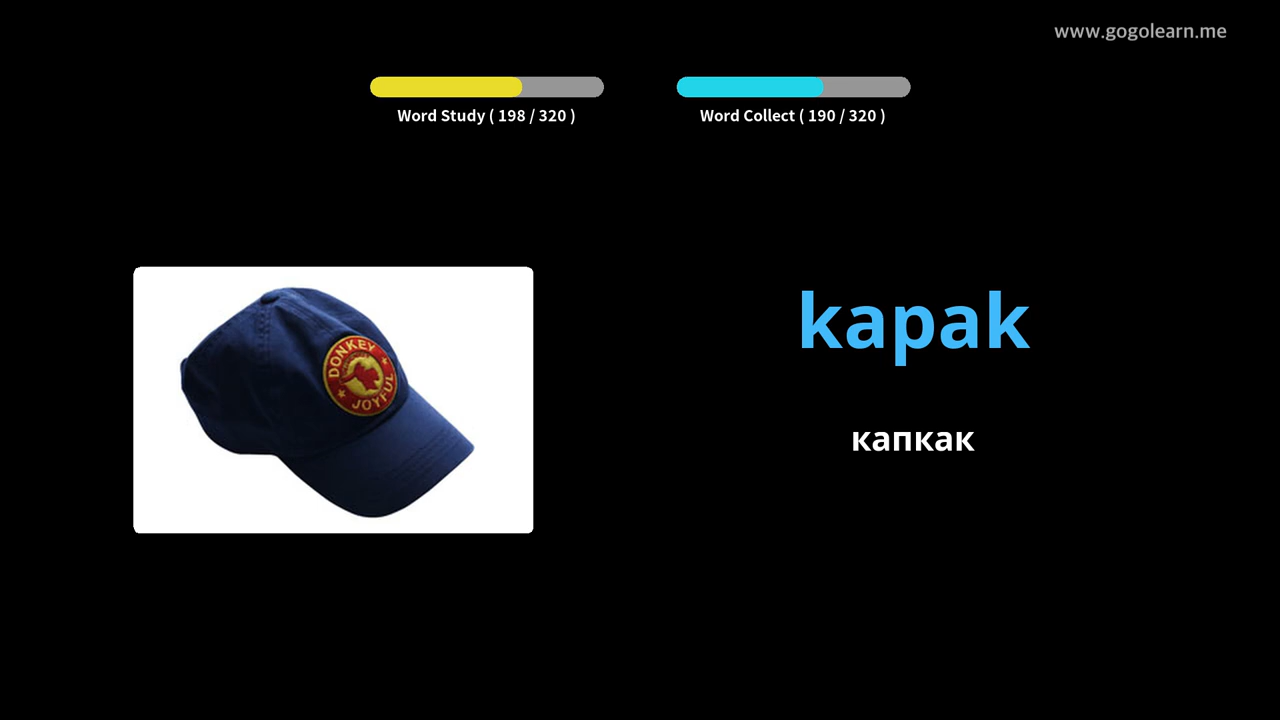 www.gogolearn.me
Word Study ( 198 / 320 )
Word Collect ( 190 / 320 )
DONKEY
JOYFUL
kapak
капкак